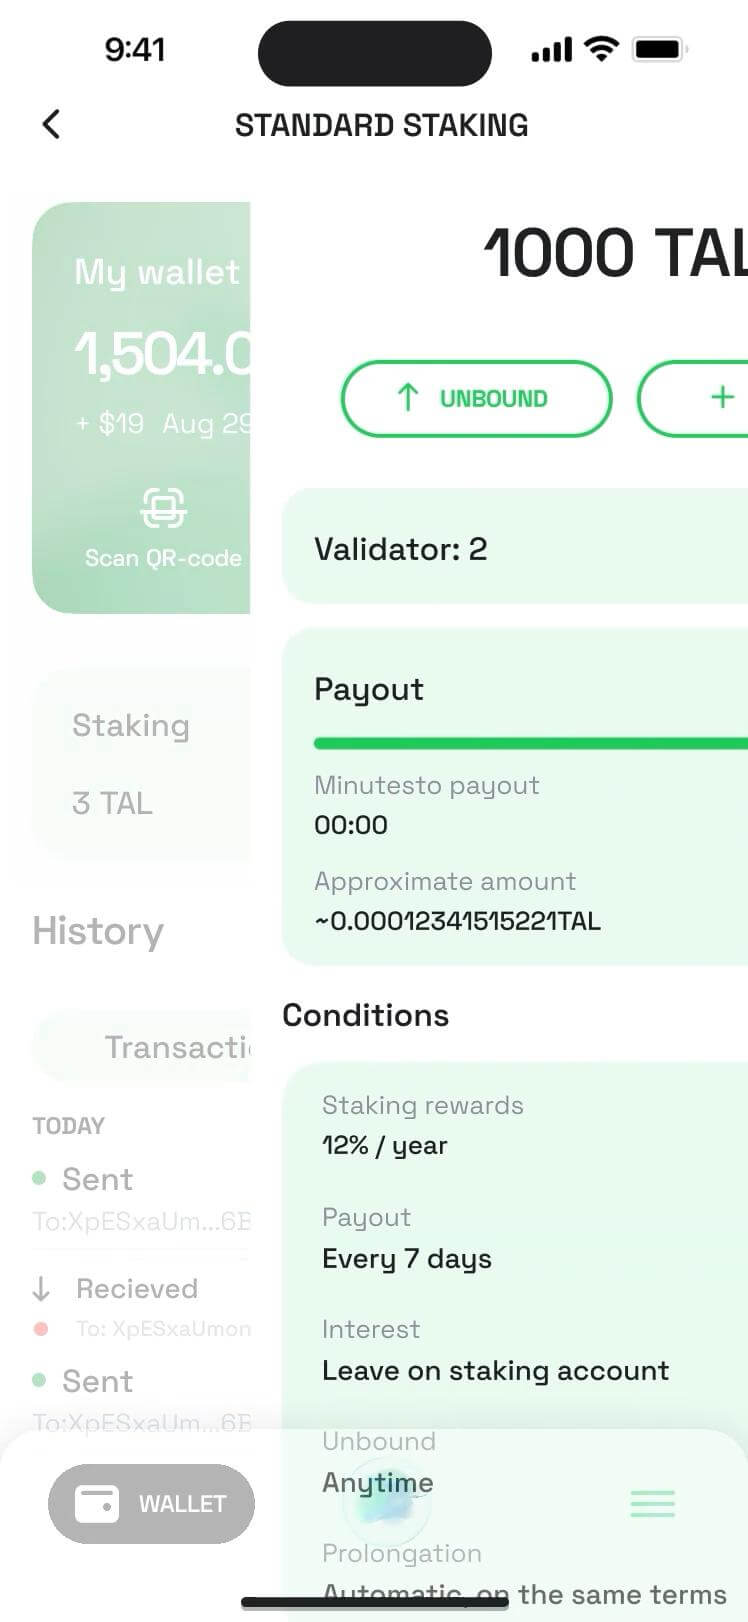 9:41
STANDARD STAKING
My wallet
1,504.0
+ $19 Aug 29
Scan QR-code
Staking
3 TAL
History
Transacti
TODAY
Sent
To:XpESxaUm...6B
Recieved
To: XpESxaUmon
Sent
To:XpESxaUm...6B
WALLET
1000 TAL
↑ UNBOUND
+
Validator: 2
Payout
Minutesto payout
00:00
Approximate amount
~0.00012341515221TAL
Conditions
Staking rewards
12% / year
Payout
Every 7 days
Interest
Leave on staking account
Unbound
Anytime
Prolongation
Automatic, on the same terms